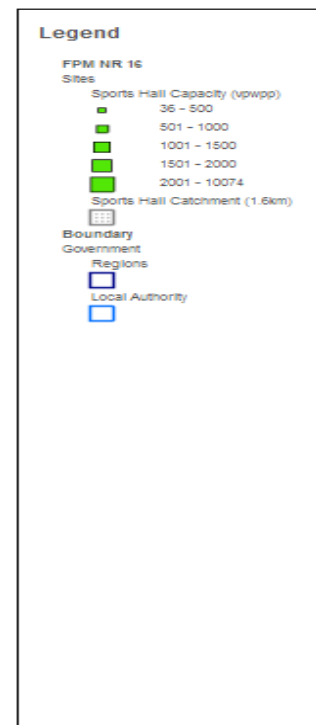 Legend
FPM NR 16
Sites
Sports Hall Capacity (vpwpp)
36 - 500
501 - 1000
1001 - 1500
1501 - 2000
2001 - 10074
Sports Hall Catchment (1.6km)
Boundary
Government
Regions
Local Authority